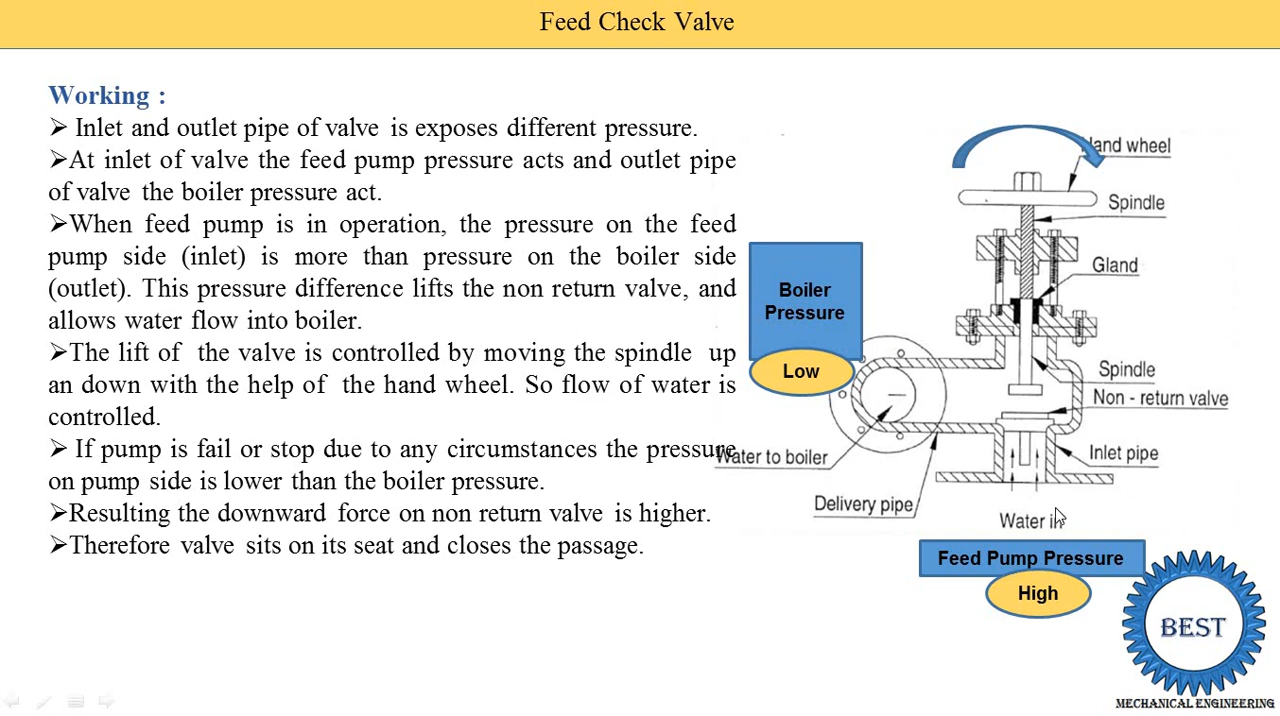 Feed Check Valve
Working :
➢ Inlet and outlet pipe of valve is exposes different pressure.
➢At inlet of valve the feed pump pressure acts and outlet pipe
of valve the boiler pressure act.
➢When feed pump is in operation, the pressure on the feed
pump side (inlet) is more than pressure on the boiler side
(outlet). This pressure difference lifts the non return valve, and
allows water flow into boiler.
➢The lift of the valve is controlled by moving the spindle up
an down with the help of the hand wheel. So flow of water is
controlled.
➢ If pump is fail or stop due to any circumstances the pressure
on pump side is lower than the boiler pressure.
➢Resulting the downward force on non return valve is higher.
➢Therefore valve sits on its seat and closes the passage.
Hand wheel
Spindle
Gland
Boiler
Pressure
Low
Spindle
Non - return valve
Inlet pipe
Water to boiler
Delivery pipe
Water in
Feed Pump Pressure
High
BEST
MECHANICAL ENGINEERING